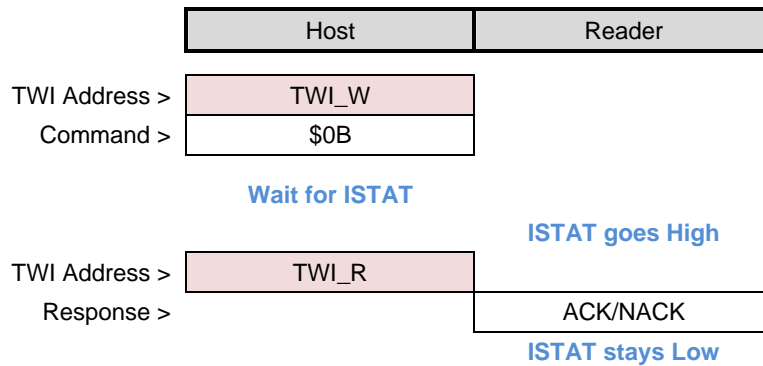 Host Reader
TWI Address > TWI_W
Command > $0B
Wait for ISTAT
ISTAT goes High
TWI Address > TWI_R
Response > ACK/NACK
ISTAT stays Low